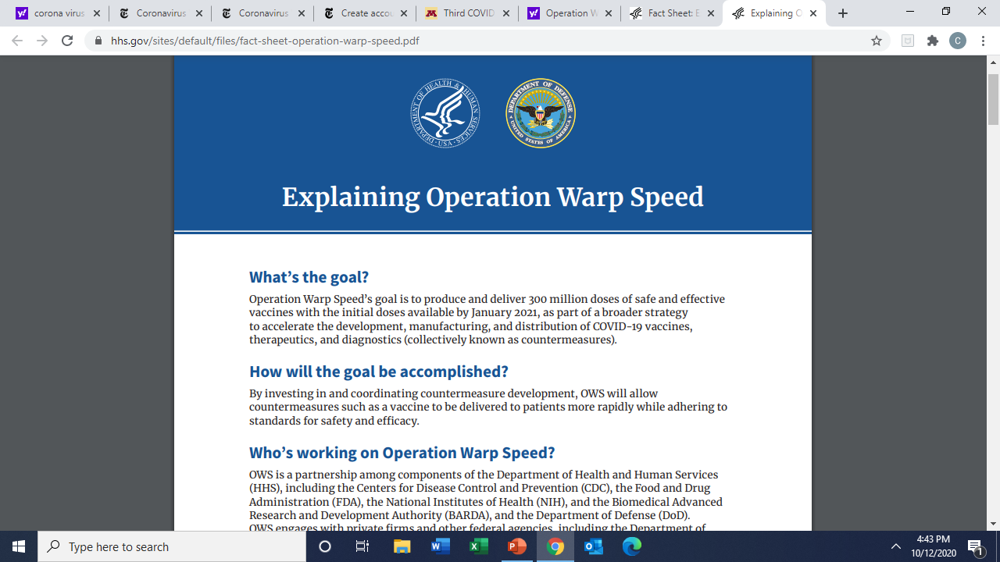 corona virus
Coronavirus
Coronavirus
Create accou
Third COVID
Operation W
Fact Sheet: E
Explaining O
hhs.gov/sites/default/files/fact-sheet-operation-warp-speed.pdf
C
DEPARTMENT OF HEALTH & HUMAN SERVICES · USA
DEPARTMENT OF DEFENSE
UNITED STATES OF AMERICA
Explaining Operation Warp Speed
What’s the goal?
Operation Warp Speed’s goal is to produce and deliver 300 million doses of safe and effective
vaccines with the initial doses available by January 2021, as part of a broader strategy
to accelerate the development, manufacturing, and distribution of COVID-19 vaccines,
therapeutics, and diagnostics (collectively known as countermeasures).
How will the goal be accomplished?
By investing in and coordinating countermeasure development, OWS will allow
countermeasures such as a vaccine to be delivered to patients more rapidly while adhering to
standards for safety and efficacy.
Who’s working on Operation Warp Speed?
OWS is a partnership among components of the Department of Health and Human Services
(HHS), including the Centers for Disease Control and Prevention (CDC), the Food and Drug
Administration (FDA), the National Institutes of Health (NIH), and the Biomedical Advanced
Research and Development Authority (BARDA), and the Department of Defense (DoD).
OWS engages with private firms and other federal agencies, including the Department of
Type here to search
4:43 PM
10/12/2020
1